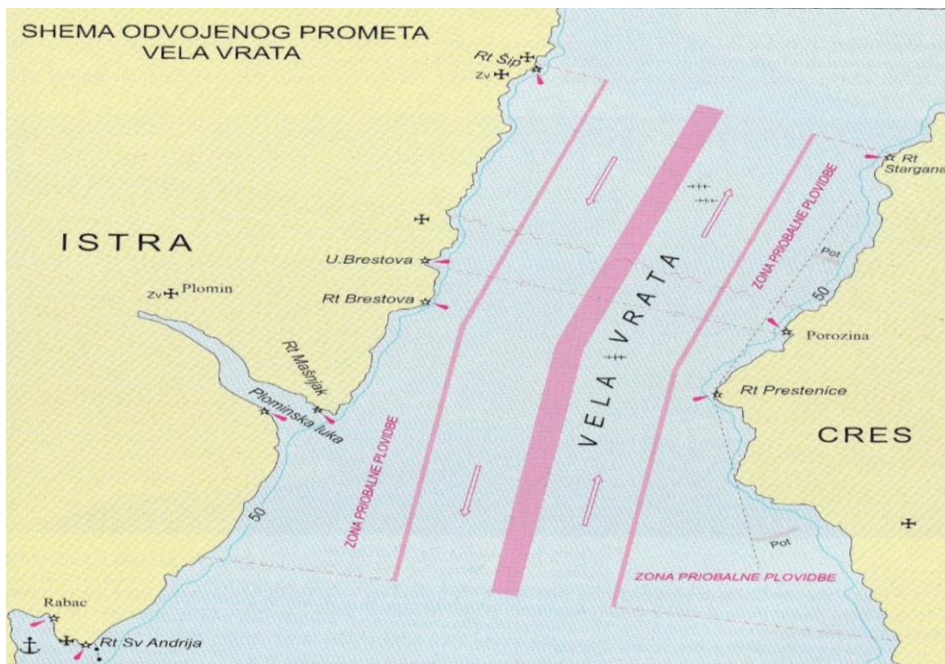 SHEMA ODVOJENOG PROMETA
VELA VRATA
Rt Šip
Zv
Rt
Stargana
ISTRA
U.Brestova
Zv Plomin
Rt Brestova
Rt Mašnjak
Plominska luka
ZONA PRIOBALNE PLOVIDBE
VELA VRATA
ZONA PRIOBALNE PLOVIDBE
Pot
50
Porozina
Rt Prestenice
CRES
50
Pot
ZONA PRIOBALNE PLOVIDBE
Rabac
Rt Sv Andrija